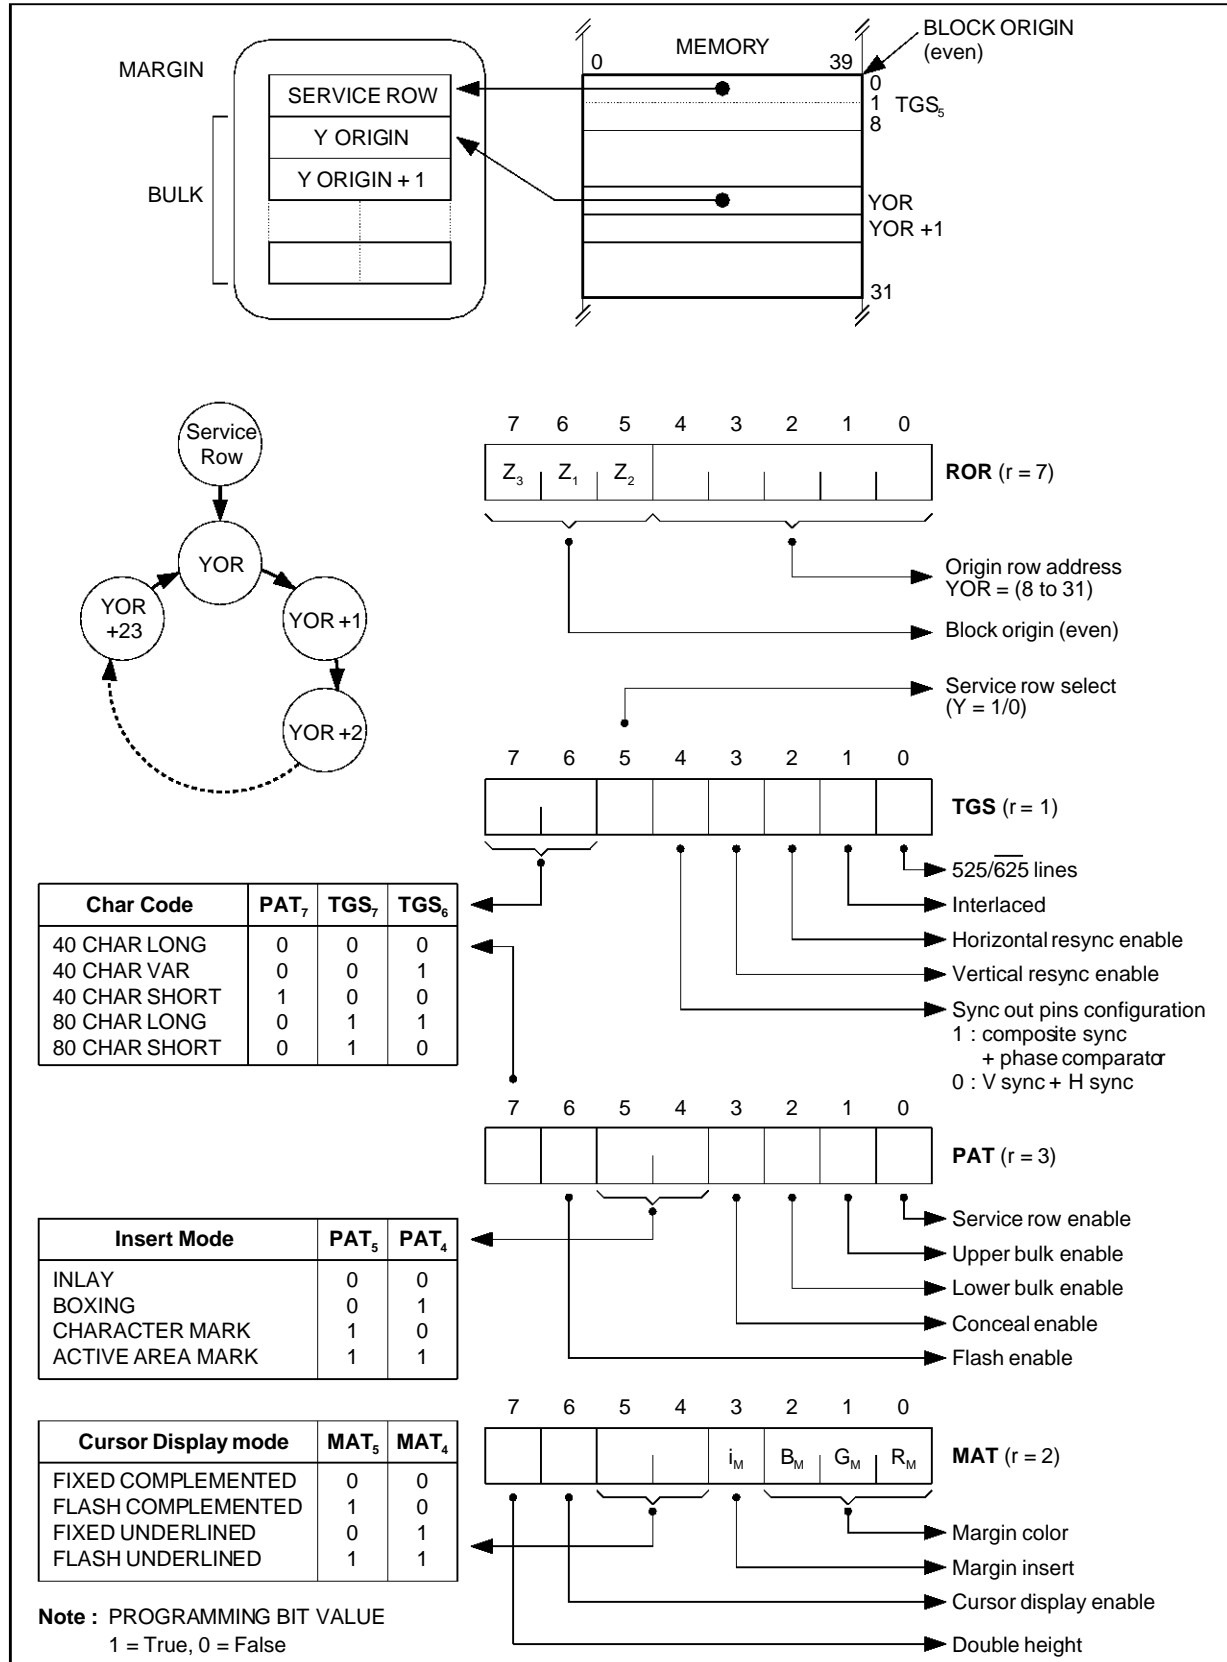 BLOCK ORIGIN
(even)
MEMORY
0 39
MARGIN
SERVICE ROW
Y ORIGIN
Y ORIGIN + 1
BULK
0
1 TGS5
8
YOR
YOR +1
31
Service
Row
YOR
YOR +1
YOR +2
YOR
+23
7 6 5 4 3 2 1 0
Z3 Z1 Z2
ROR (r = 7)
Origin row address
YOR = (8 to 31)
Block origin (even)
Service row select
(Y = 1/0)
7 6 5 4 3 2 1 0
TGS (r = 1)
525/625 lines
Interlaced
Horizontal resync enable
Vertical resync enable
Sync out pins configuration
1 : composite sync
+ phase comparator
0 : V sync + H sync
Char Code PAT7 TGS7 TGS6
40 CHAR LONG 0 0 0
40 CHAR VAR 0 0 1
40 CHAR SHORT 1 0 0
80 CHAR LONG 0 1 1
80 CHAR SHORT 0 1 0
7 6 5 4 3 2 1 0
PAT (r = 3)
Service row enable
Upper bulk enable
Lower bulk enable
Conceal enable
Flash enable
Insert Mode PAT5 PAT4
INLAY 0 0
BOXING 0 1
CHARACTER MARK 1 0
ACTIVE AREA MARK 1 1
7 6 5 4 3 2 1 0
iM BM GM RM
MAT (r = 2)
Margin color
Margin insert
Cursor display enable
Double height
Cursor Display mode MAT5 MAT4
FIXED COMPLEMENTED 0 0
FLASH COMPLEMENTED 1 0
FIXED UNDERLINED 0 1
FLASH UNDERLINED 1 1
Note : PROGRAMMING BIT VALUE
1 = True, 0 = False